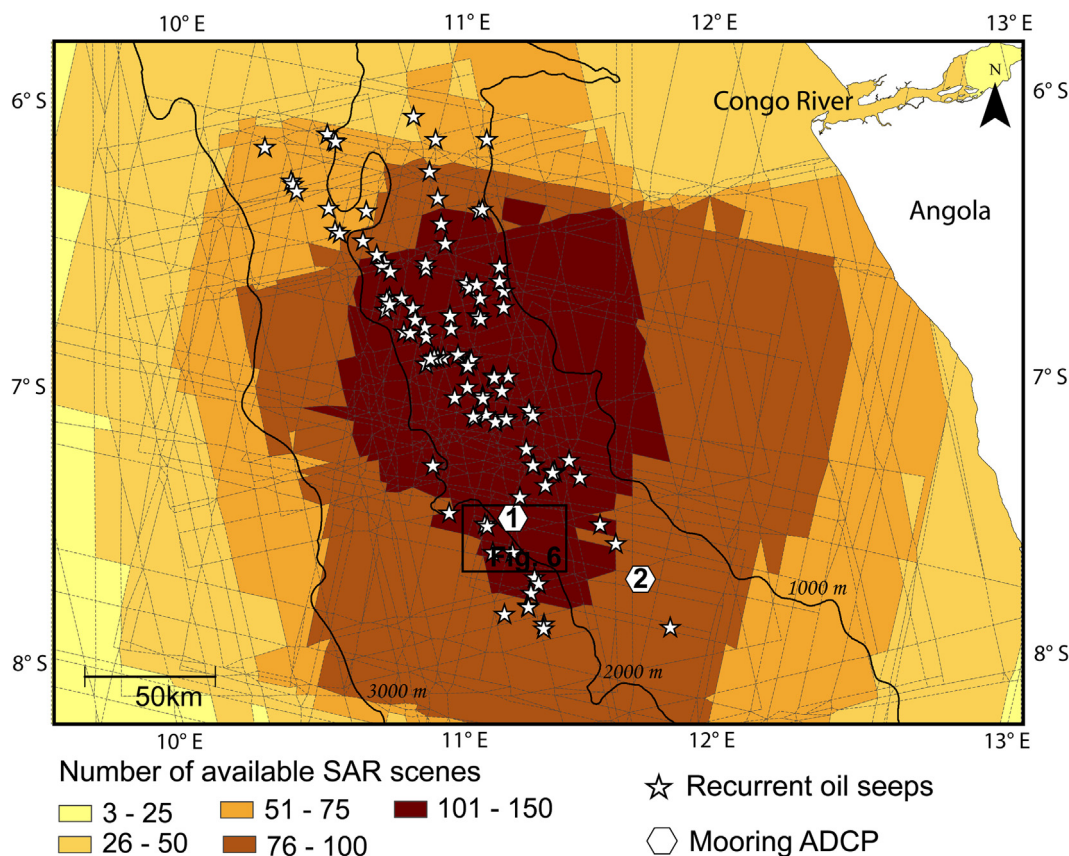 10° E 11° E 12° E 13° E
6° S
Congo River
N
6° S
Angola
7° S
7° S
1
Fig. 6
2
1000 m
8° S
8° S
2000 m
3000 m
50km
10° E 11° E 12° E 13° E
Number of available SAR scenes
3 - 25
51 - 75
101 - 150
26 - 50
76 - 100
Recurrent oil seeps
Mooring ADCP